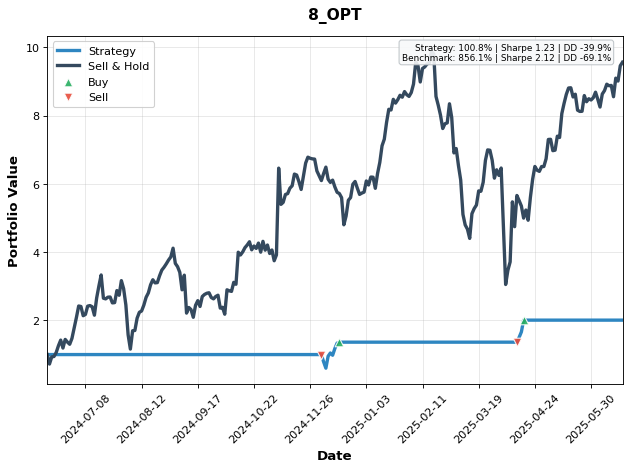 8_OPT
Strategy: 100.8% | Sharpe 1.23 | DD -39.9%
Benchmark: 856.1% | Sharpe 2.12 | DD -69.1%
Strategy
Sell & Hold
Buy
Sell
Portfolio Value
10
8
6
4
2
2024-07-08
2024-08-12
2024-09-17
2024-10-22
2024-11-26
2025-01-03
2025-02-11
2025-03-19
2025-04-24
2025-05-30
Date